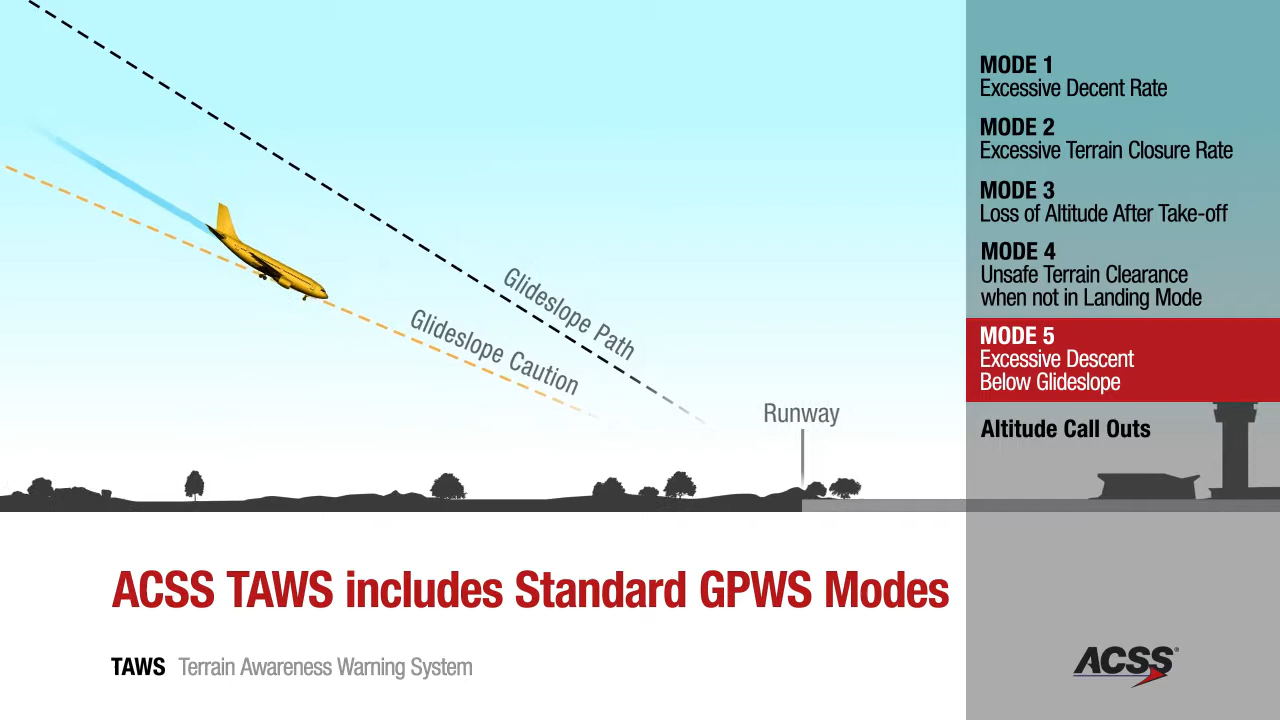 MODE 1
Excessive Decent Rate
MODE 2
Excessive Terrain Closure Rate
MODE 3
Loss of Altitude After Take-off
MODE 4
Unsafe Terrain Clearance
when not in Landing Mode
MODE 5
Excessive Descent
Below Glideslope
Altitude Call Outs
Glideslope Path
Glideslope Caution
Runway
ACSS TAWS includes Standard GPWS Modes
TAWS Terrain Awareness Warning System
ACSS®